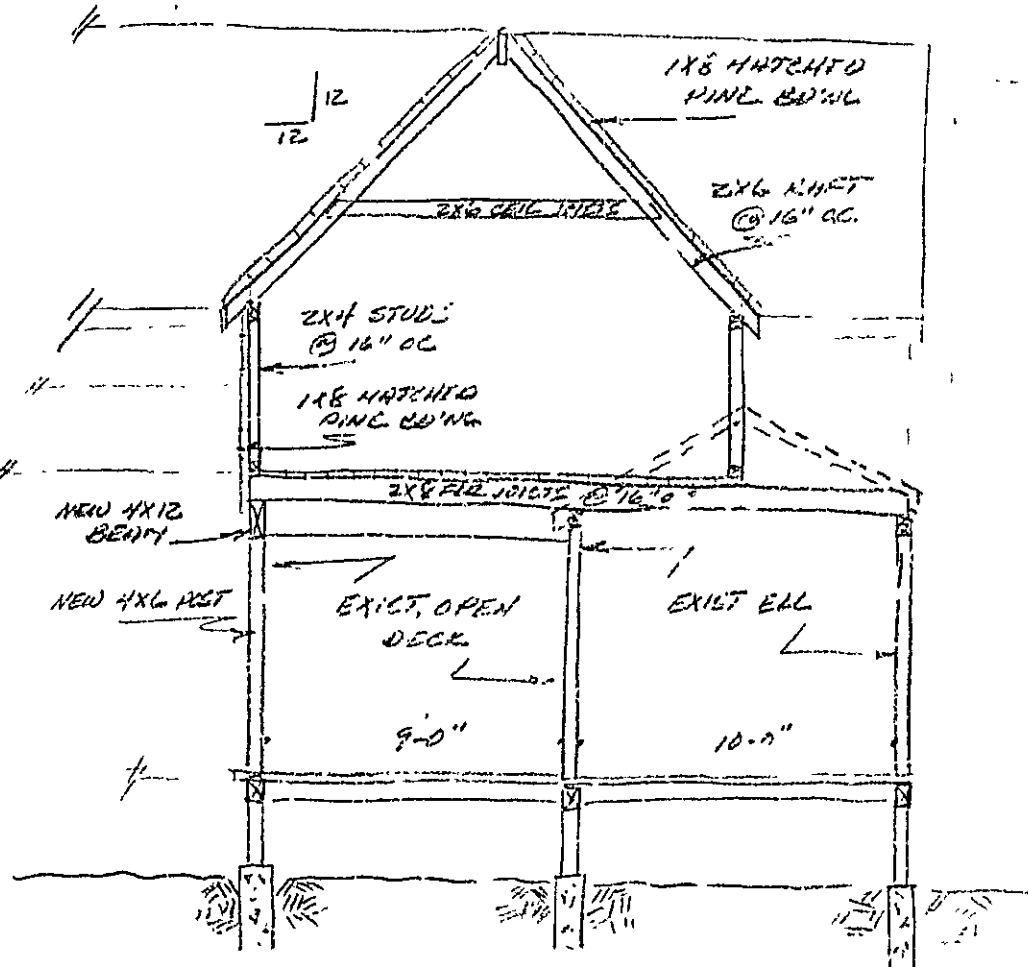 1X8 MATCHED
PINE BD'NG
12
12
2X6 RAFT
@ 16" OC.
2X6 CEIL JOISTS
2X4 STUDS
@ 16" OC
1X8 MATCHED
PINE BD'NG
2X8 FLR JOISTS @ 16" O
NEW 4X12
BEAM
NEW 4X6 POST
EXIST. OPEN
DECK
EXIST ELL
9'-0"
10'-0"